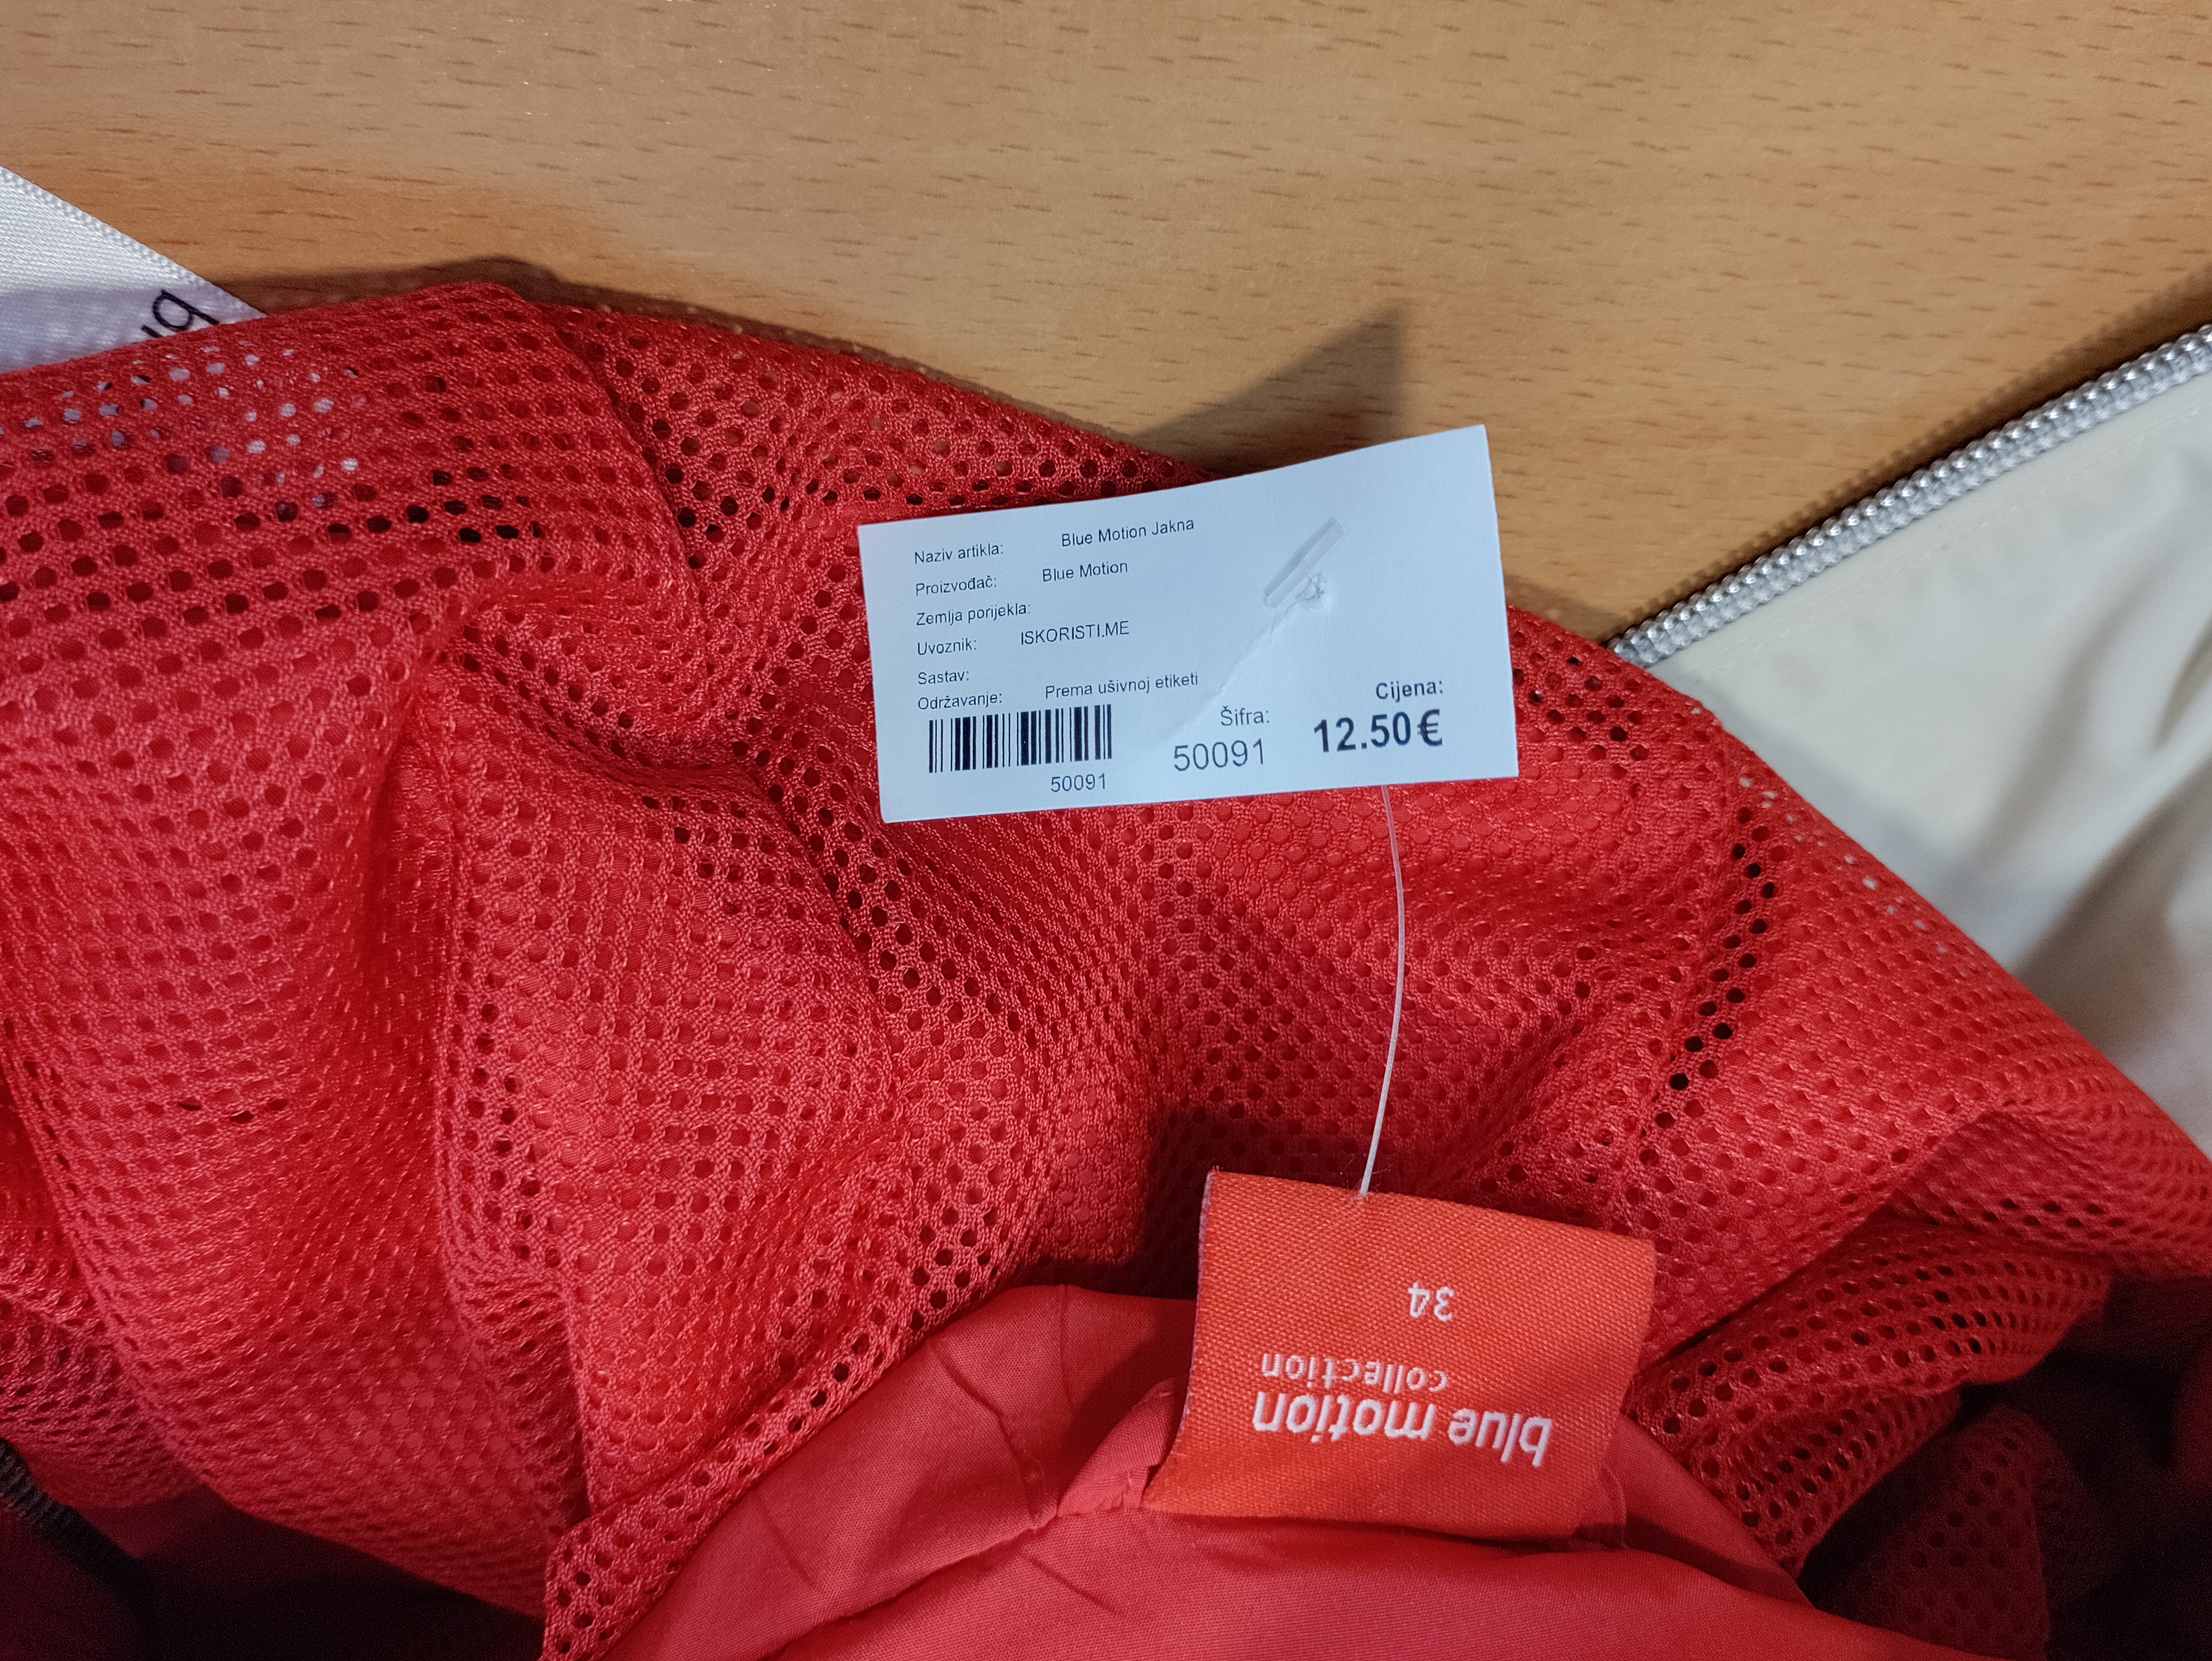 Naziv artikla: Blue Motion Jakna
Proizvođač: Blue Motion
Zemlja porijekla:
Uvoznik: ISKORISTI.ME
Sastav:
Održavanje: Prema ušivnoj etiketi
50091
Šifra:
50091
Cijena:
12.50€
blue motion
collection
34